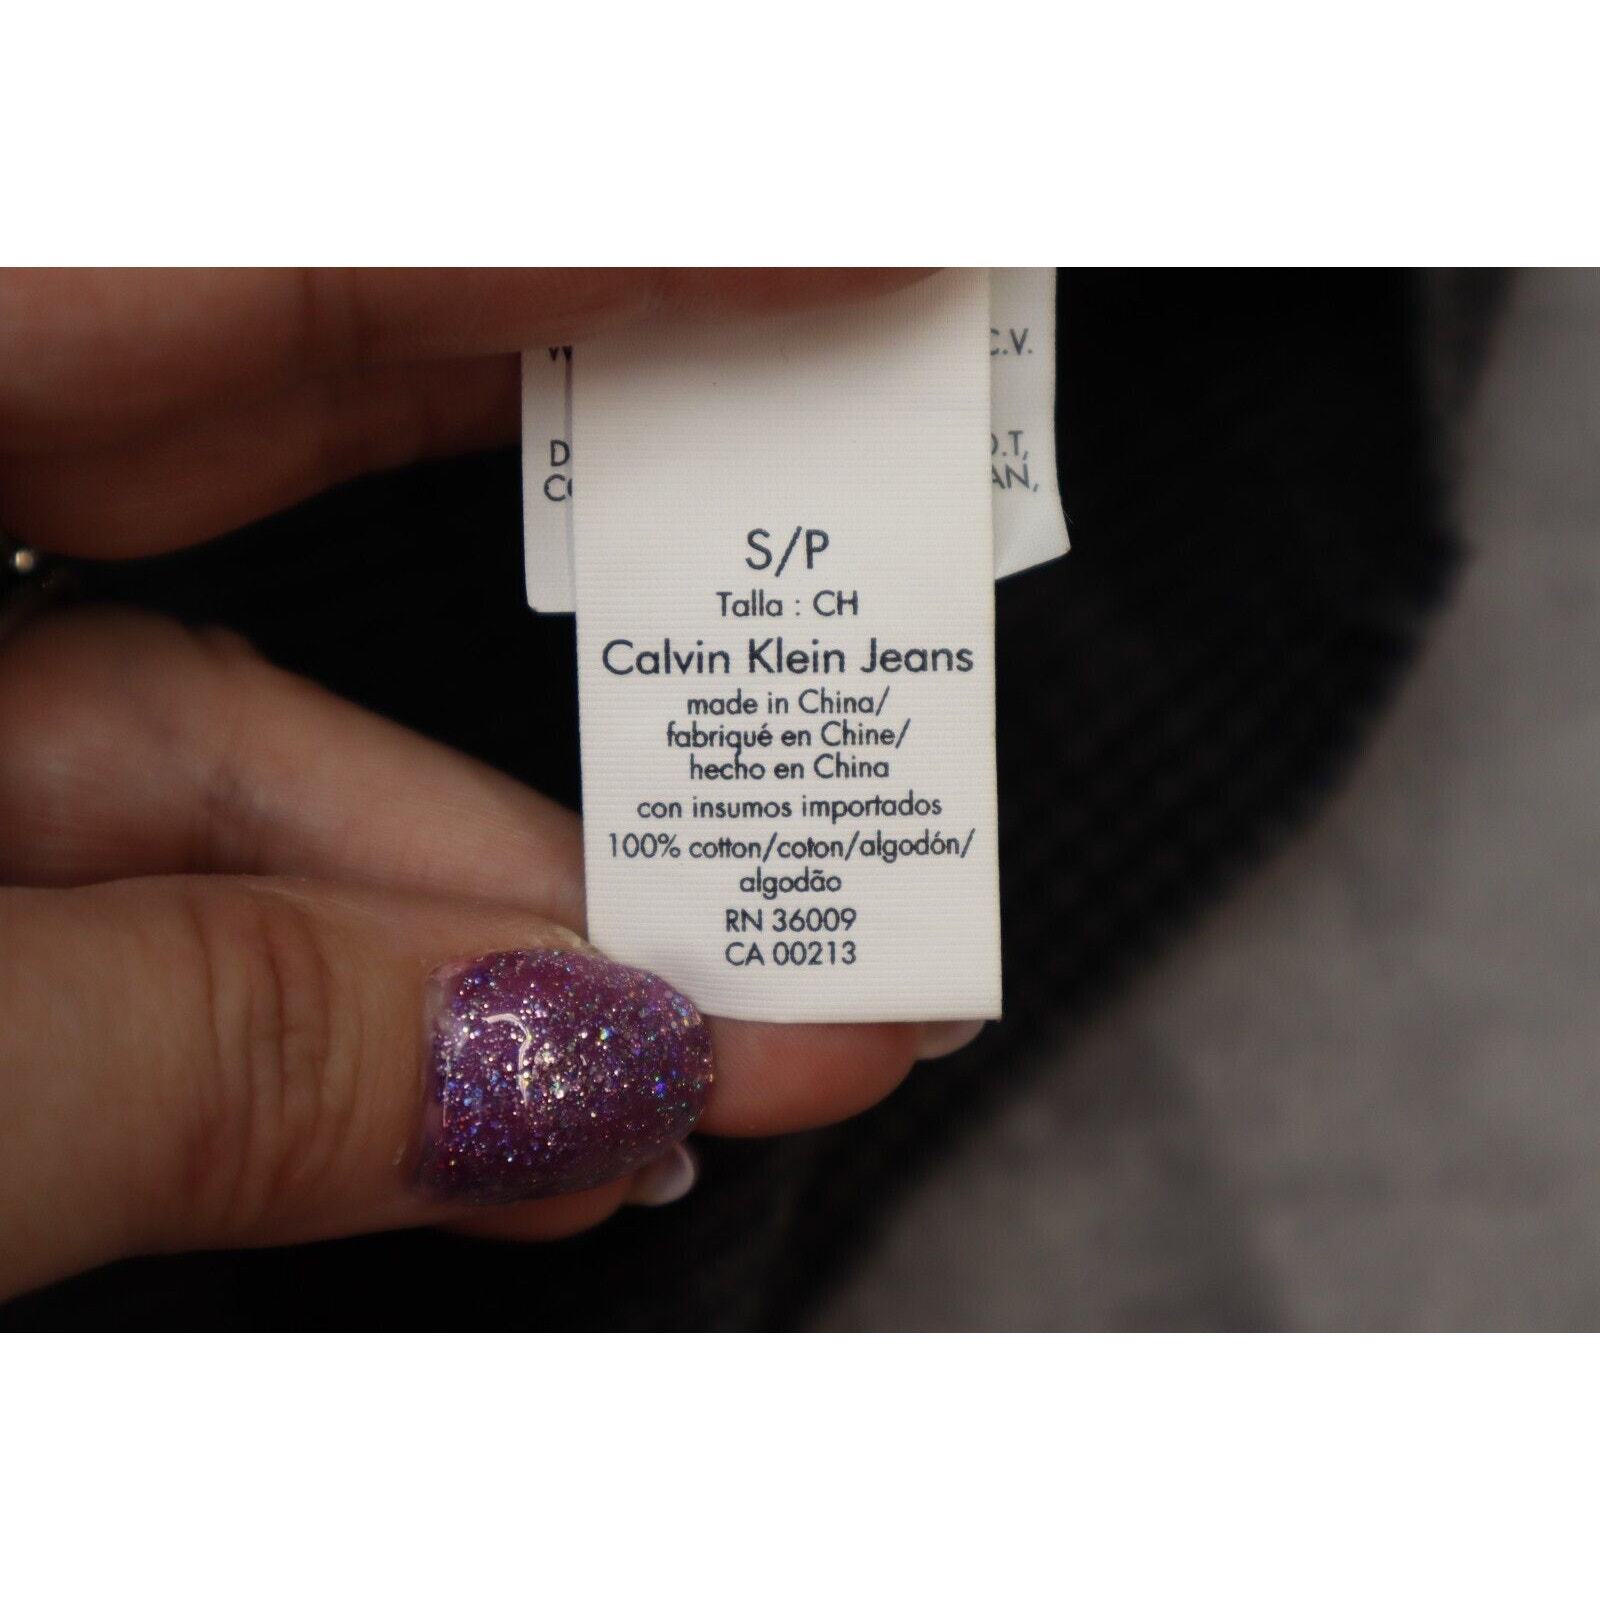 C.V.
S/P
Talla : CH
Calvin Klein Jeans
made in China/
fabriqué en Chine/
hecho en China
con insumos importados
100% cotton/coton/algodón/
algodão
RN 36009
CA 00213